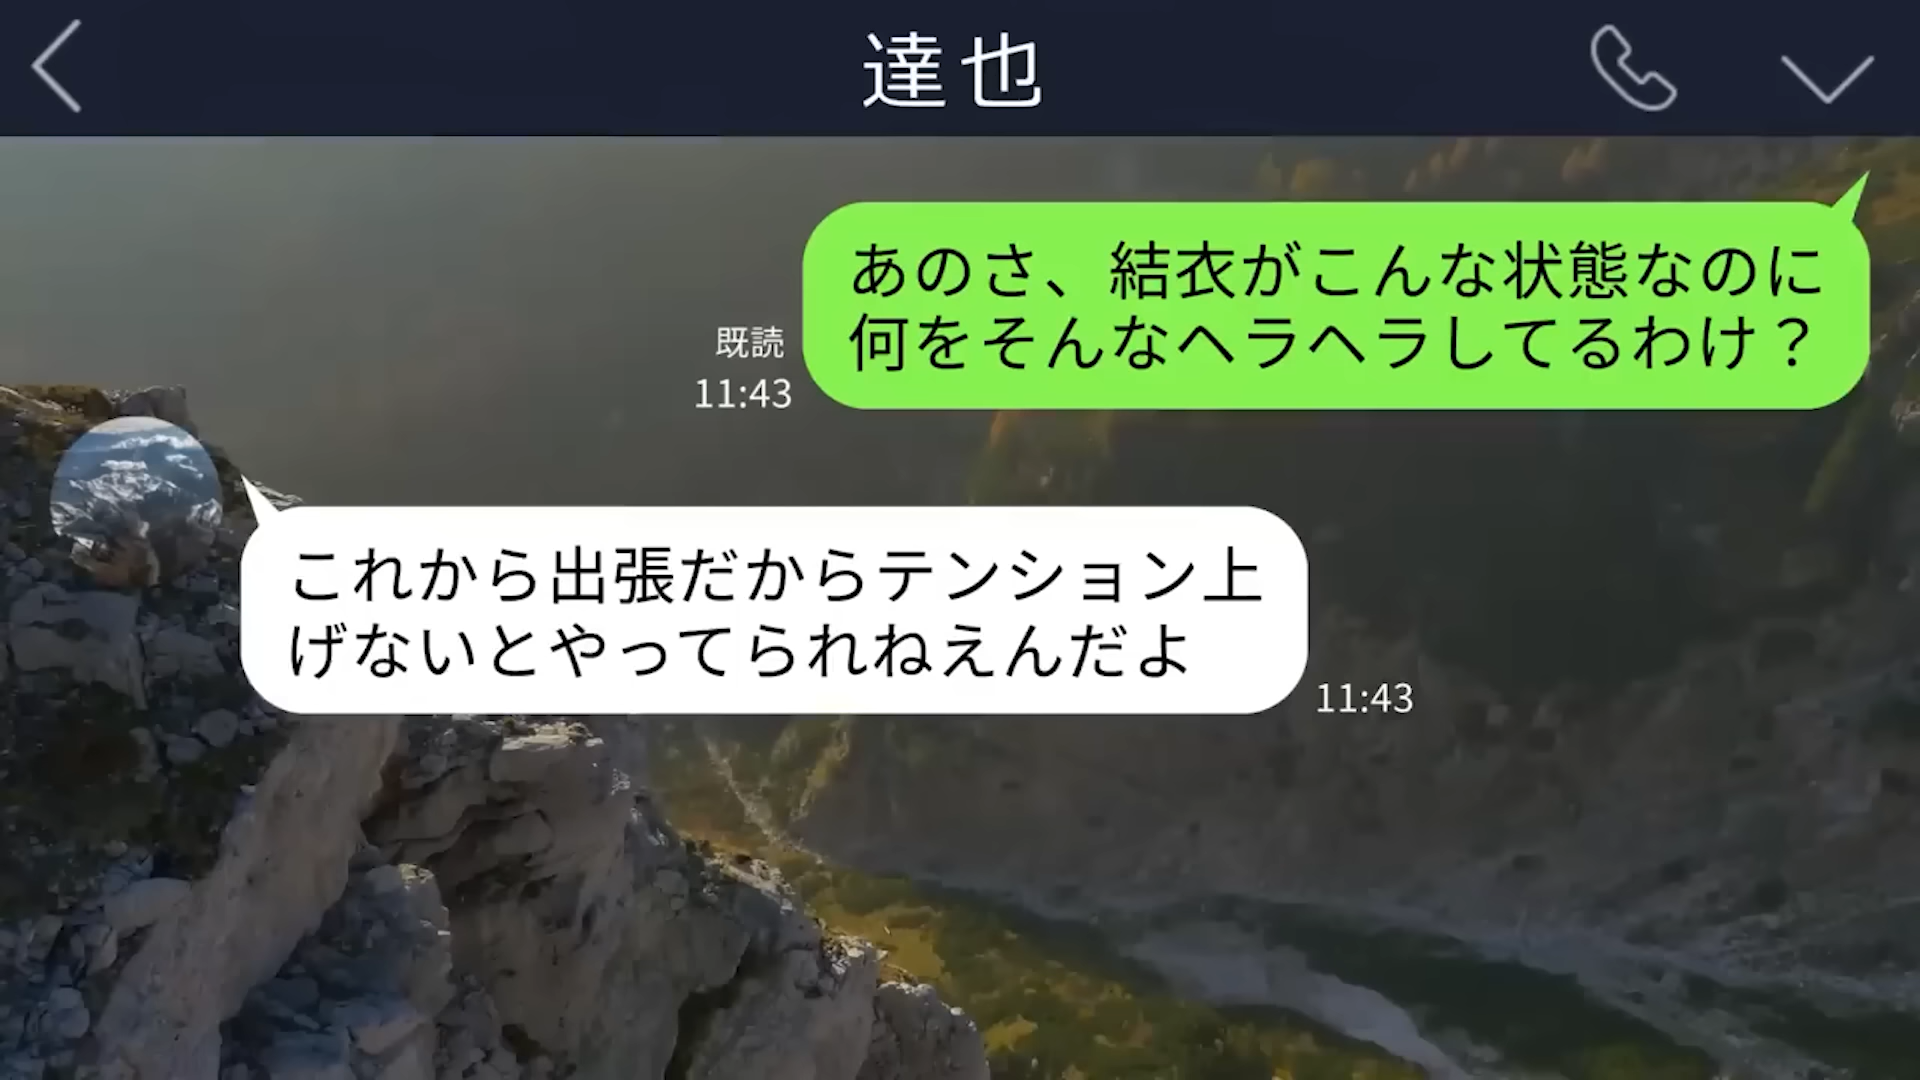 達也
あのさ、結衣がこんな状態なのに
何をそんなヘラヘラしてるわけ？
既読
11:43
これから出張だからテンション上
げないとやってられねえんだよ
11:43